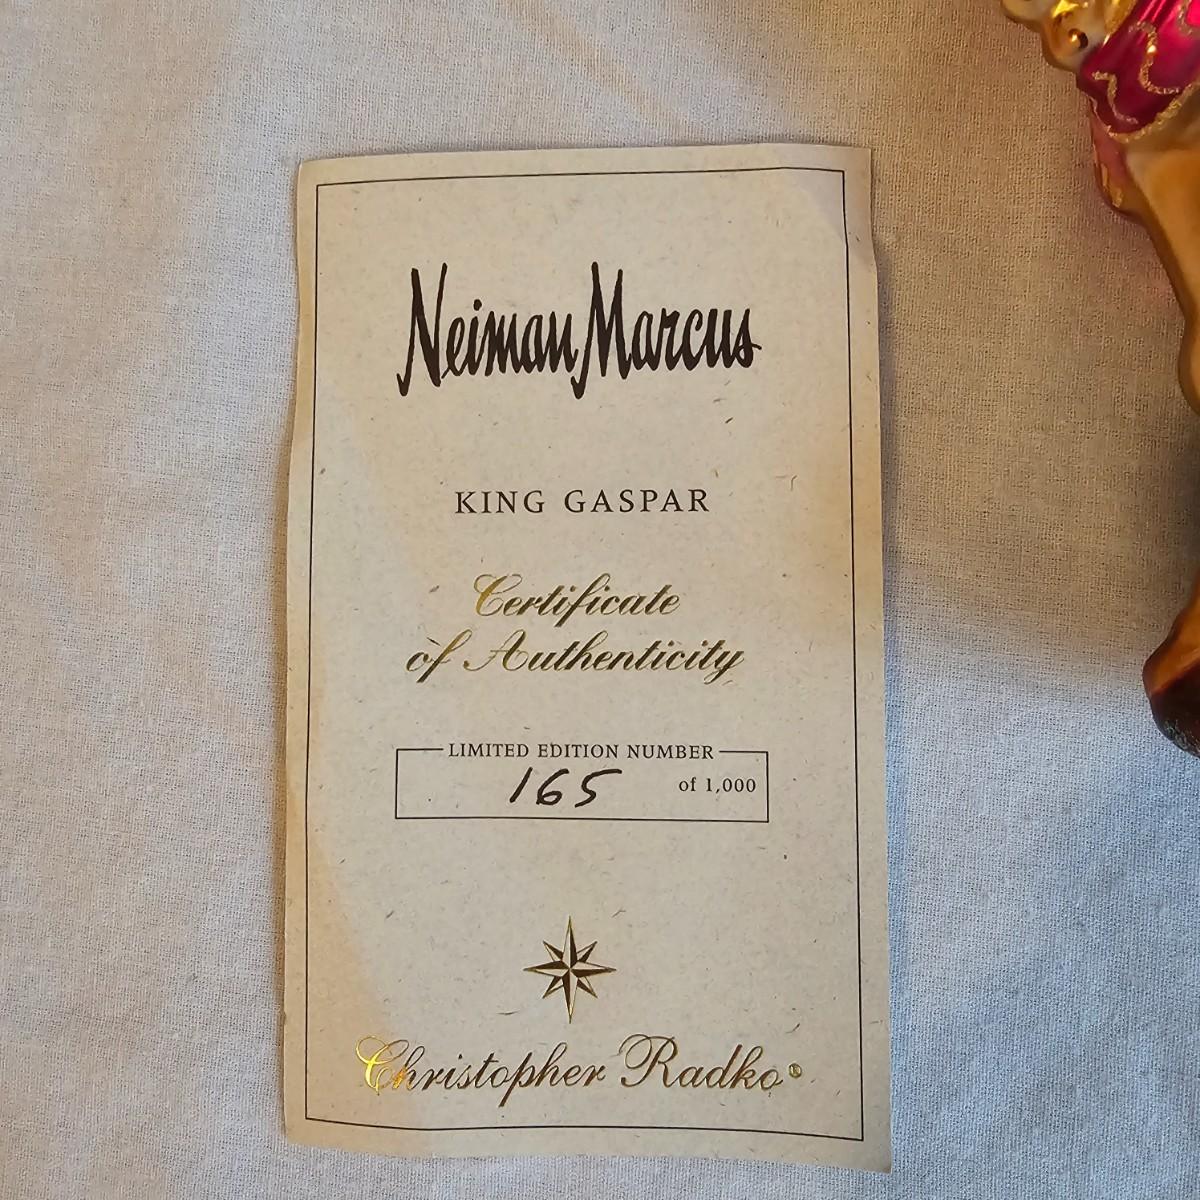 Neiman Marcus
KING GASPAR
Certificate
of Authenticity
LIMITED EDITION NUMBER
165 of 1,000
Christopher Radko®